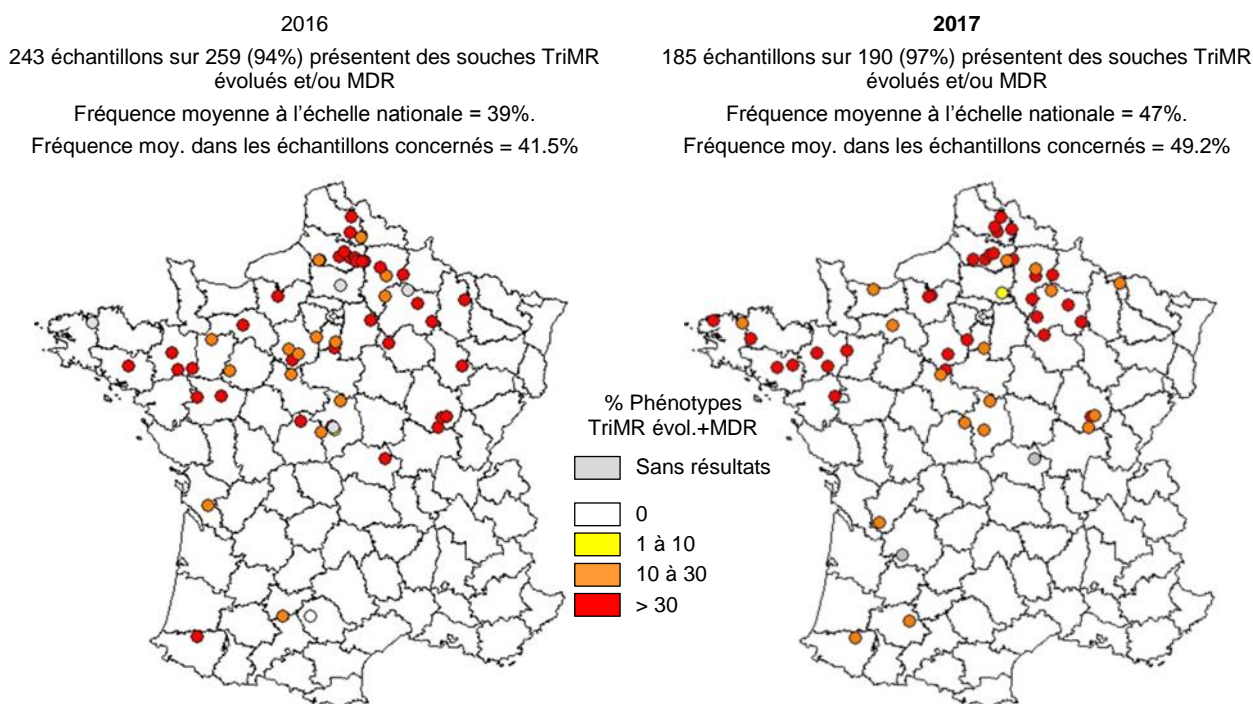 2016
243 échantillons sur 259 (94%) présentent des souches TriMR
évolués et/ou MDR
Fréquence moyenne à l'échelle nationale = 39%.
Fréquence moy. dans les échantillons concernés = 41.5%
2017
185 échantillons sur 190 (97%) présentent des souches TriMR
évolués et/ou MDR
Fréquence moyenne à l'échelle nationale = 47%.
Fréquence moy. dans les échantillons concernés = 49.2%
% Phénotypes
TriMR évol.+MDR
Sans résultats
0
1 à 10
10 à 30
> 30